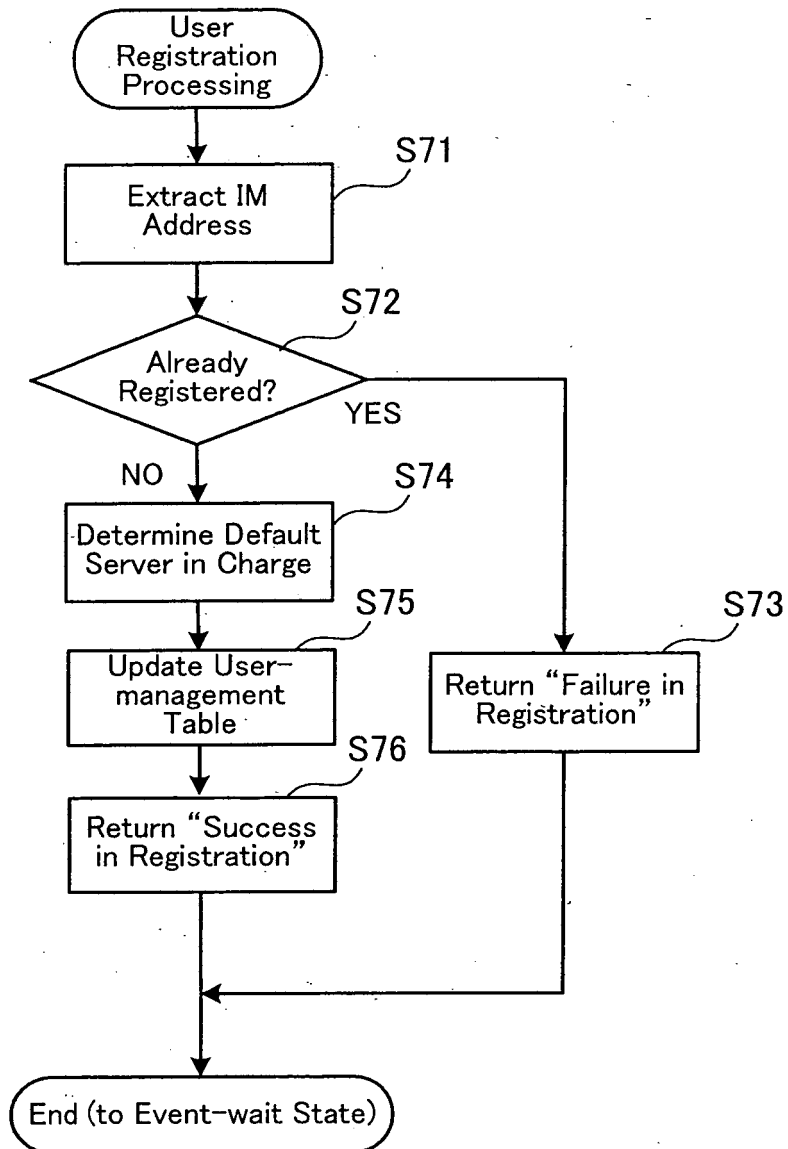 User
Registration
Processing
S71
Extract IM
Address
S72
Already
Registered?
YES
NO
S74
Determine Default
Server in Charge
S75
Update User-
management
Table
S73
Return “Failure in
Registration”
S76
Return “Success
in Registration”
End (to Event-wait State)